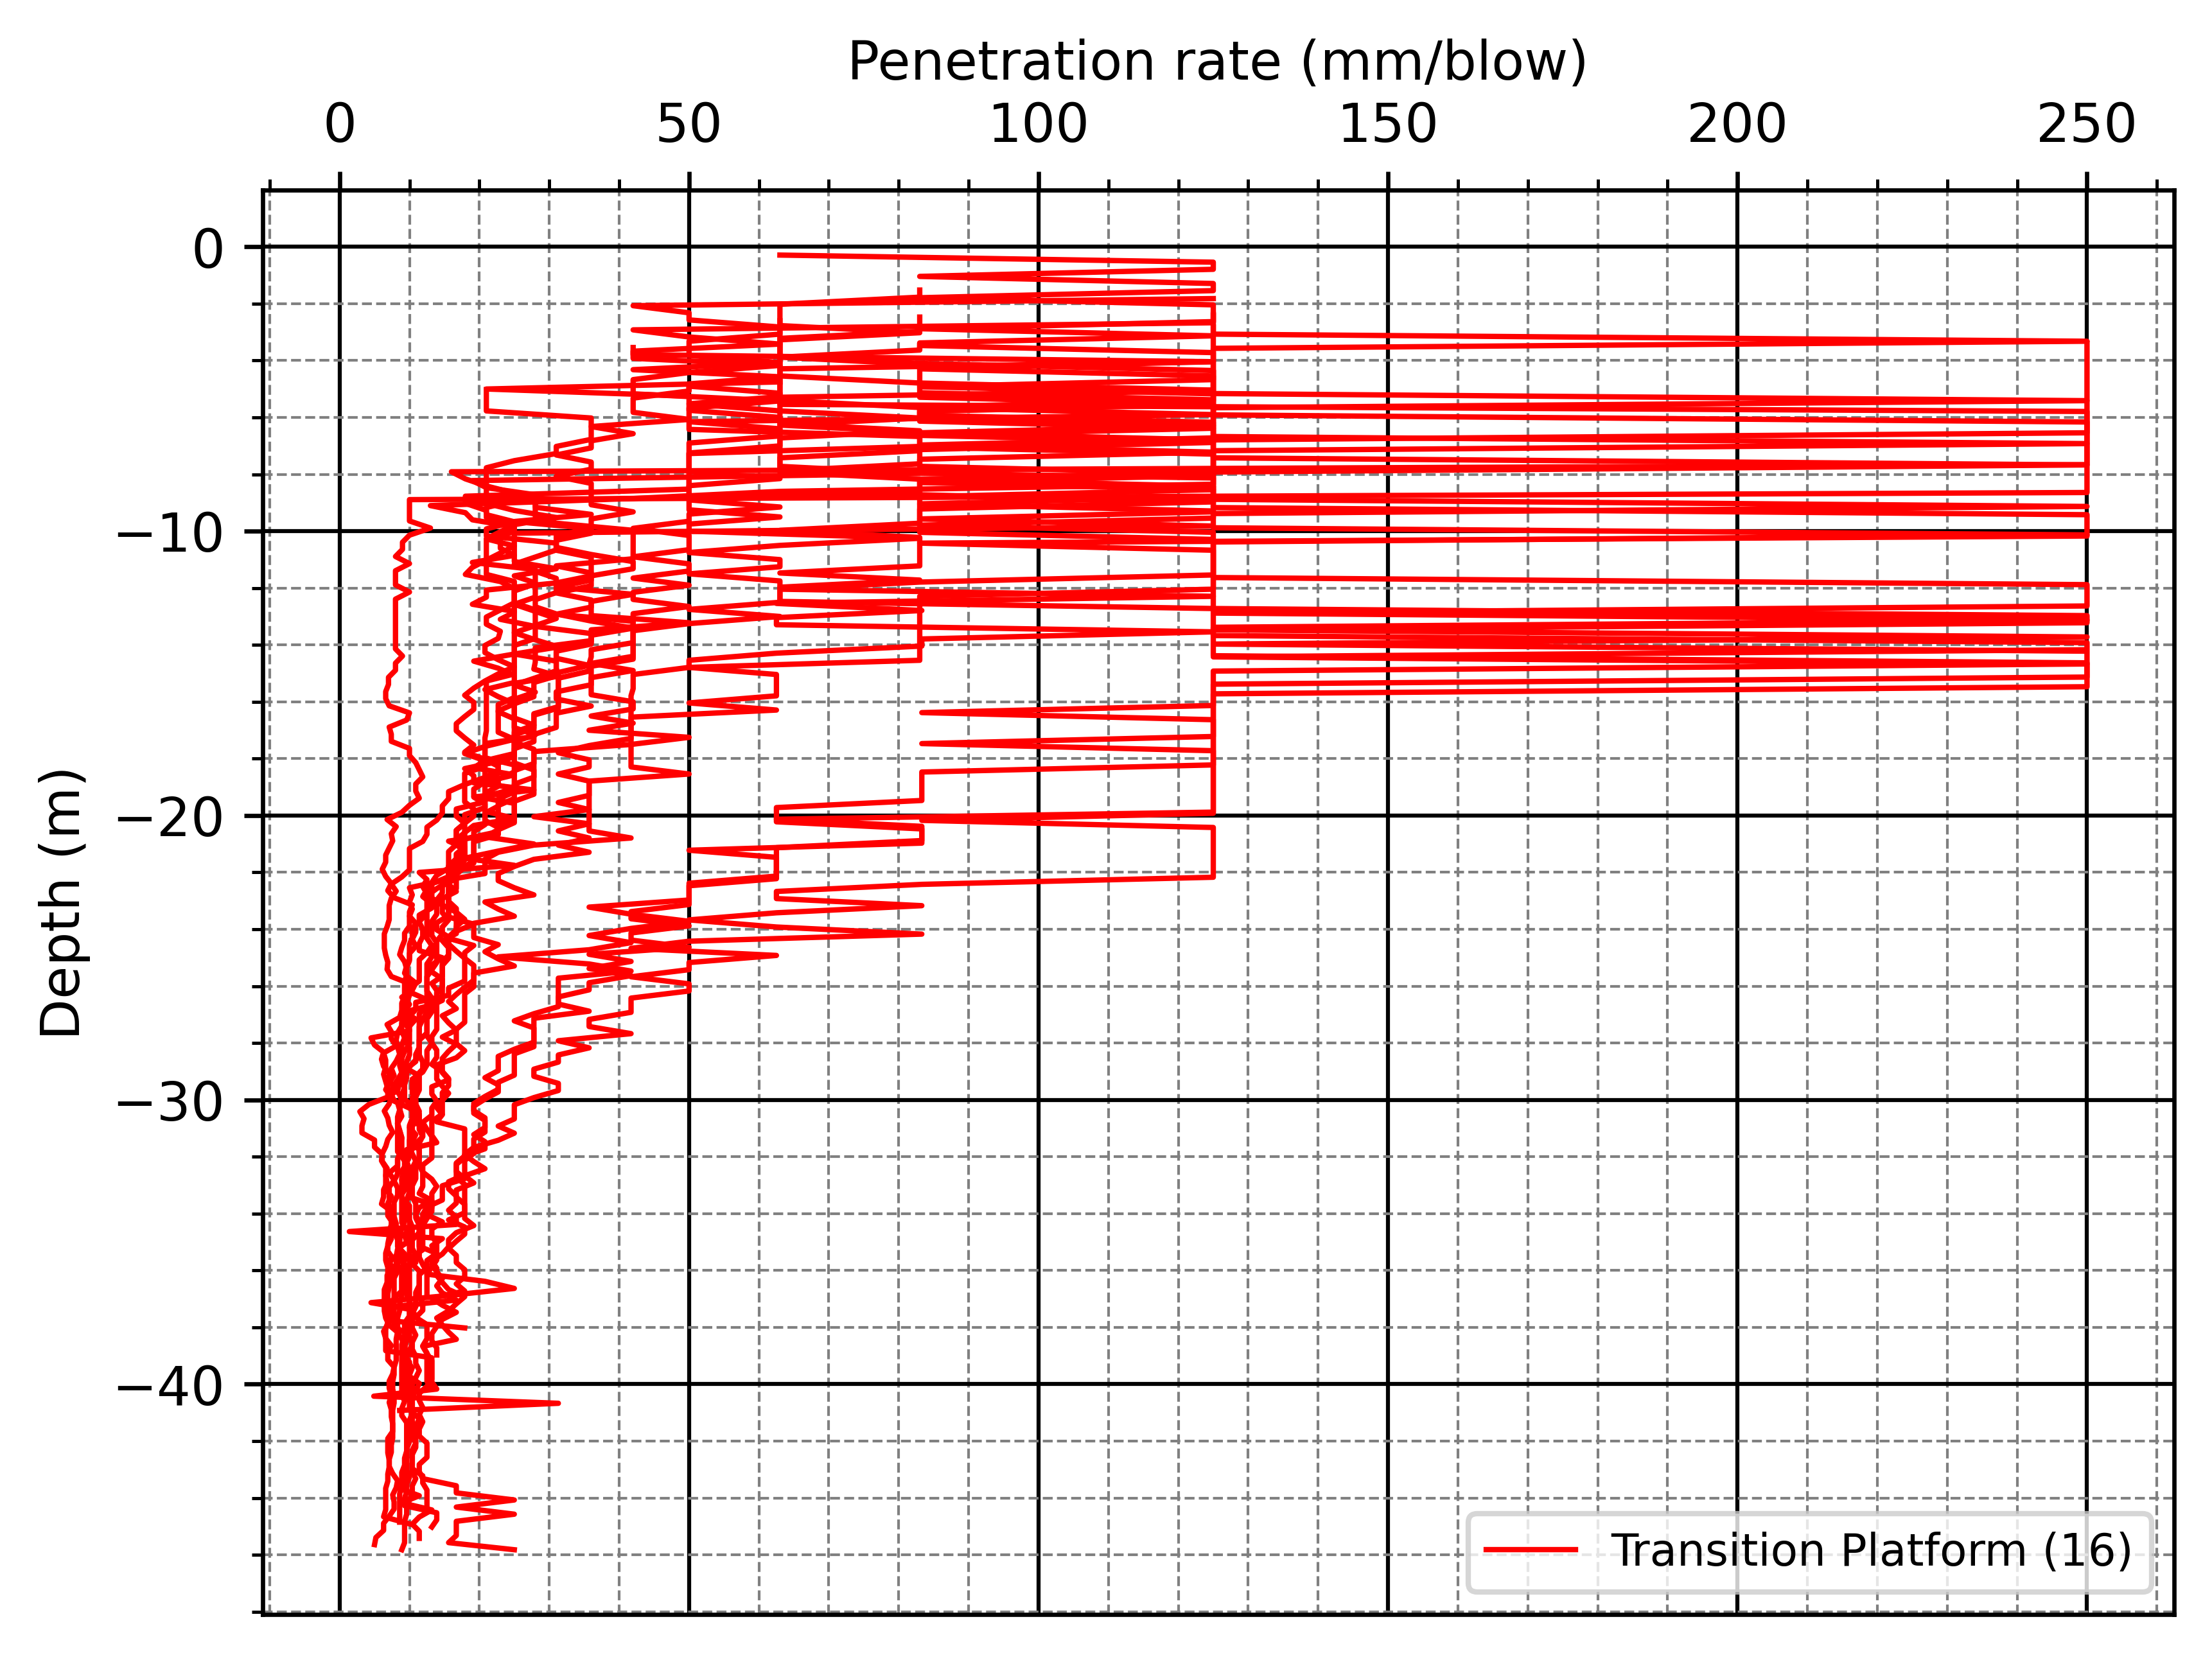 Penetration rate (mm/blow)
0 50 100 150 200 250
0
−10
−20
−30
−40
Depth (m)
Transition Platform (16)